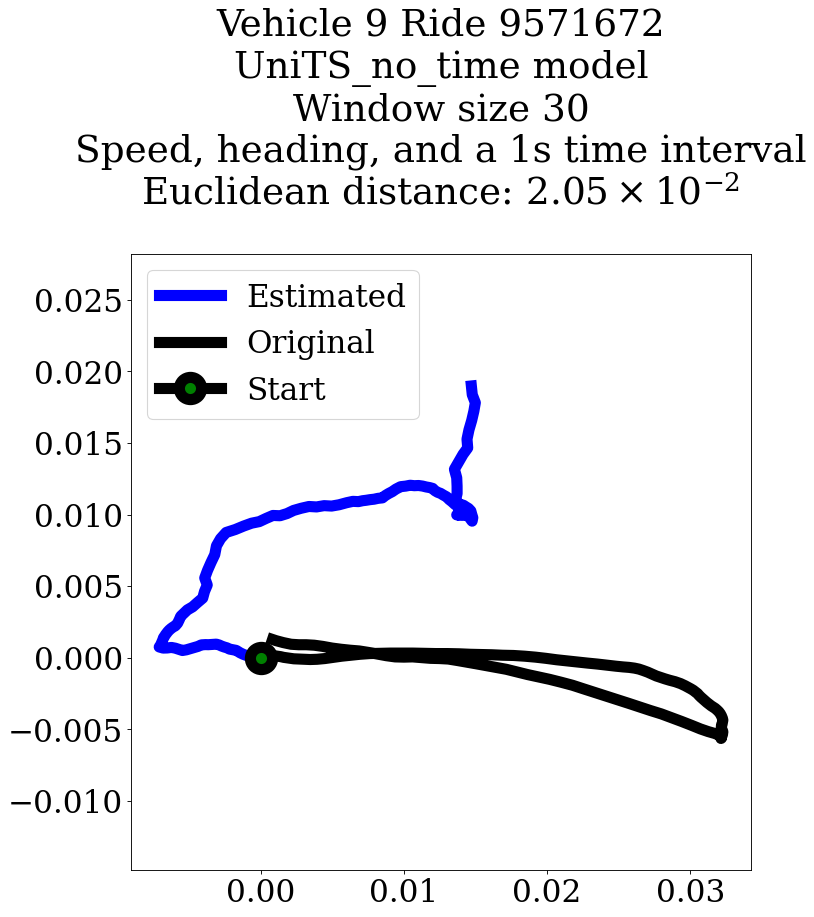 Vehicle 9 Ride 9571672
UniTS_no_time model
Window size 30
Speed, heading, and a 1s time interval
Euclidean distance: 2.05 × 10⁻²
Estimated
Original
Start
0.025
0.020
0.015
0.010
0.005
0.000
−0.005
−0.010
0.00 0.01 0.02 0.03